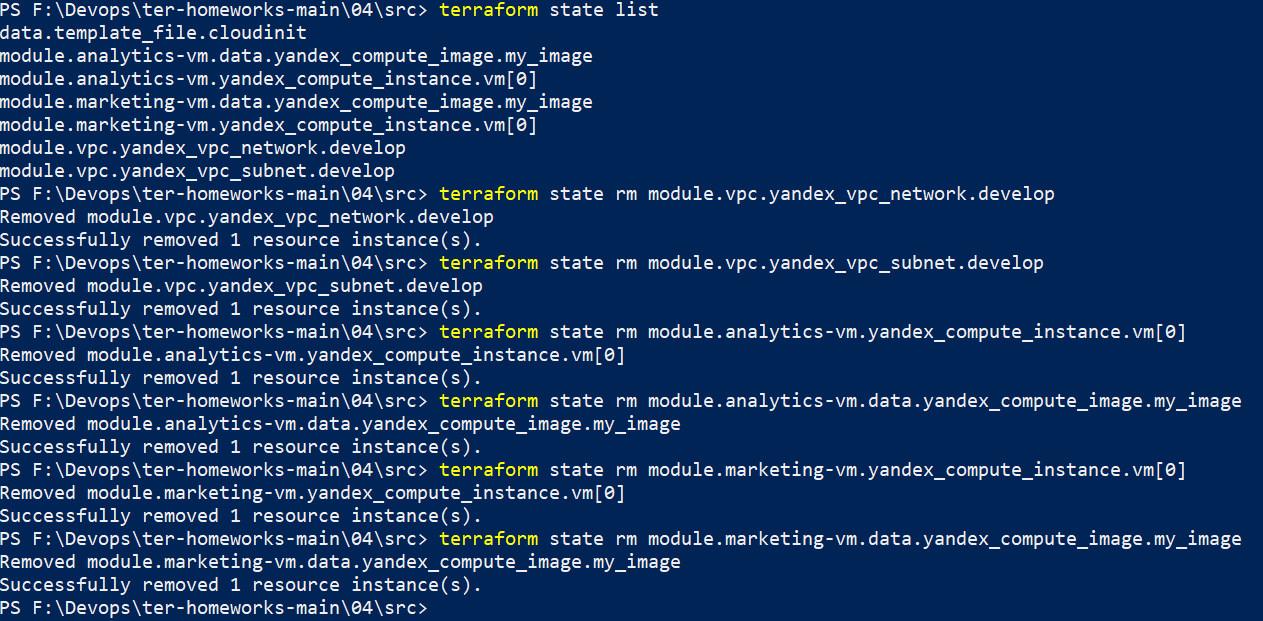 PS F:\Devops\ter-homeworks-main\04\src> terraform state list
data.template_file.cloudinit
module.analytics-vm.data.yandex_compute_image.my_image
module.analytics-vm.yandex_compute_instance.vm[0]
module.marketing-vm.data.yandex_compute_image.my_image
module.marketing-vm.yandex_compute_instance.vm[0]
module.vpc.yandex_vpc_network.develop
module.vpc.yandex_vpc_subnet.develop
PS F:\Devops\ter-homeworks-main\04\src> terraform state rm module.vpc.yandex_vpc_network.develop
Removed module.vpc.yandex_vpc_network.develop
Successfully removed 1 resource instance(s).
PS F:\Devops\ter-homeworks-main\04\src> terraform state rm module.vpc.yandex_vpc_subnet.develop
Removed module.vpc.yandex_vpc_subnet.develop
Successfully removed 1 resource instance(s).
PS F:\Devops\ter-homeworks-main\04\src> terraform state rm module.analytics-vm.yandex_compute_instance.vm[0]
Removed module.analytics-vm.yandex_compute_instance.vm[0]
Successfully removed 1 resource instance(s).
PS F:\Devops\ter-homeworks-main\04\src> terraform state rm module.analytics-vm.data.yandex_compute_image.my_image
Removed module.analytics-vm.data.yandex_compute_image.my_image
Successfully removed 1 resource instance(s).
PS F:\Devops\ter-homeworks-main\04\src> terraform state rm module.marketing-vm.yandex_compute_instance.vm[0]
Removed module.marketing-vm.yandex_compute_instance.vm[0]
Successfully removed 1 resource instance(s).
PS F:\Devops\ter-homeworks-main\04\src> terraform state rm module.marketing-vm.data.yandex_compute_image.my_image
Removed module.marketing-vm.data.yandex_compute_image.my_image
Successfully removed 1 resource instance(s).
PS F:\Devops\ter-homeworks-main\04\src>